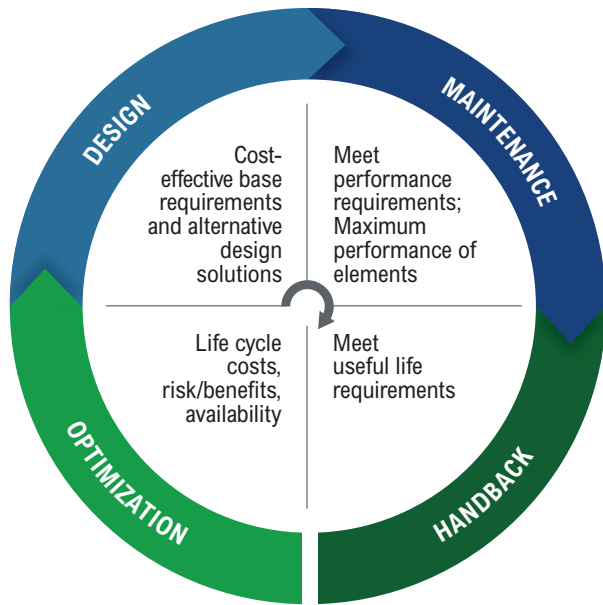 DESIGN
Cost-
effective base
requirements
and alternative
design
solutions
MAINTENANCE
Meet
performance
requirements;
Maximum
performance of
elements
OPTIMIZATION
Life cycle
costs,
risk/benefits,
availability
HANDBACK
Meet
useful life
requirements